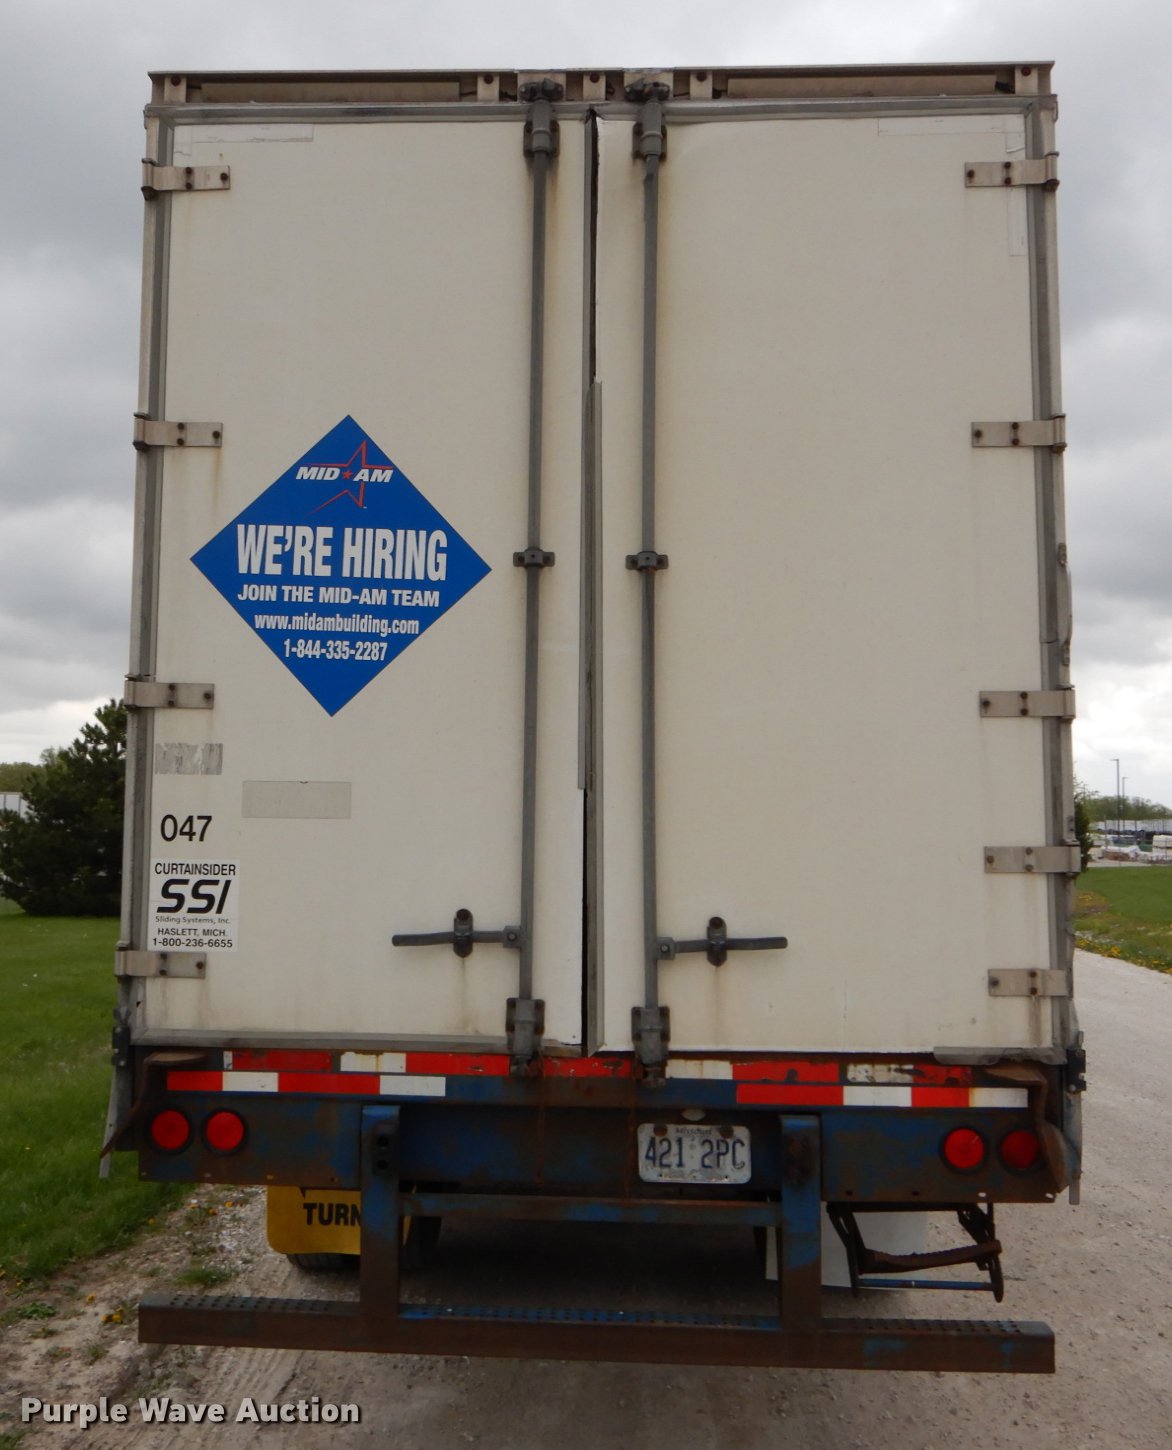 MID★AM
WE'RE HIRING
JOIN THE MID-AM TEAM
www.midambuilding.com
1-844-335-2287
047
CURTAINSIDER
SSI
Sliding Systems, Inc.
HASLETT, MICH.
1-800-236-6655
421 2PC
TURN
Purple Wave Auction